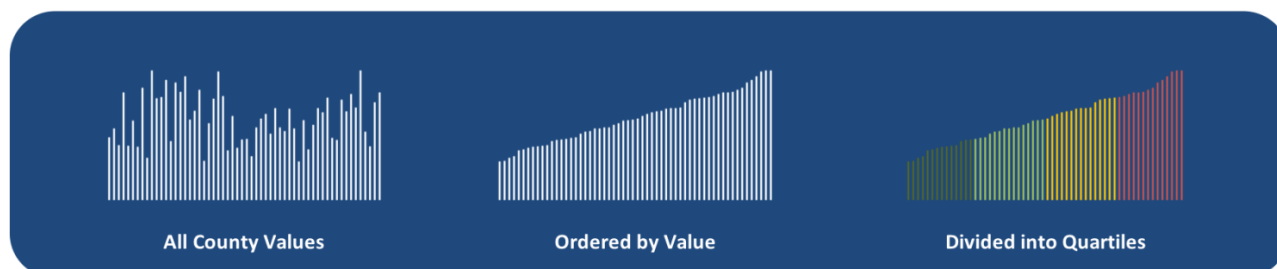 All County Values
Ordered by Value
Divided into Quartiles